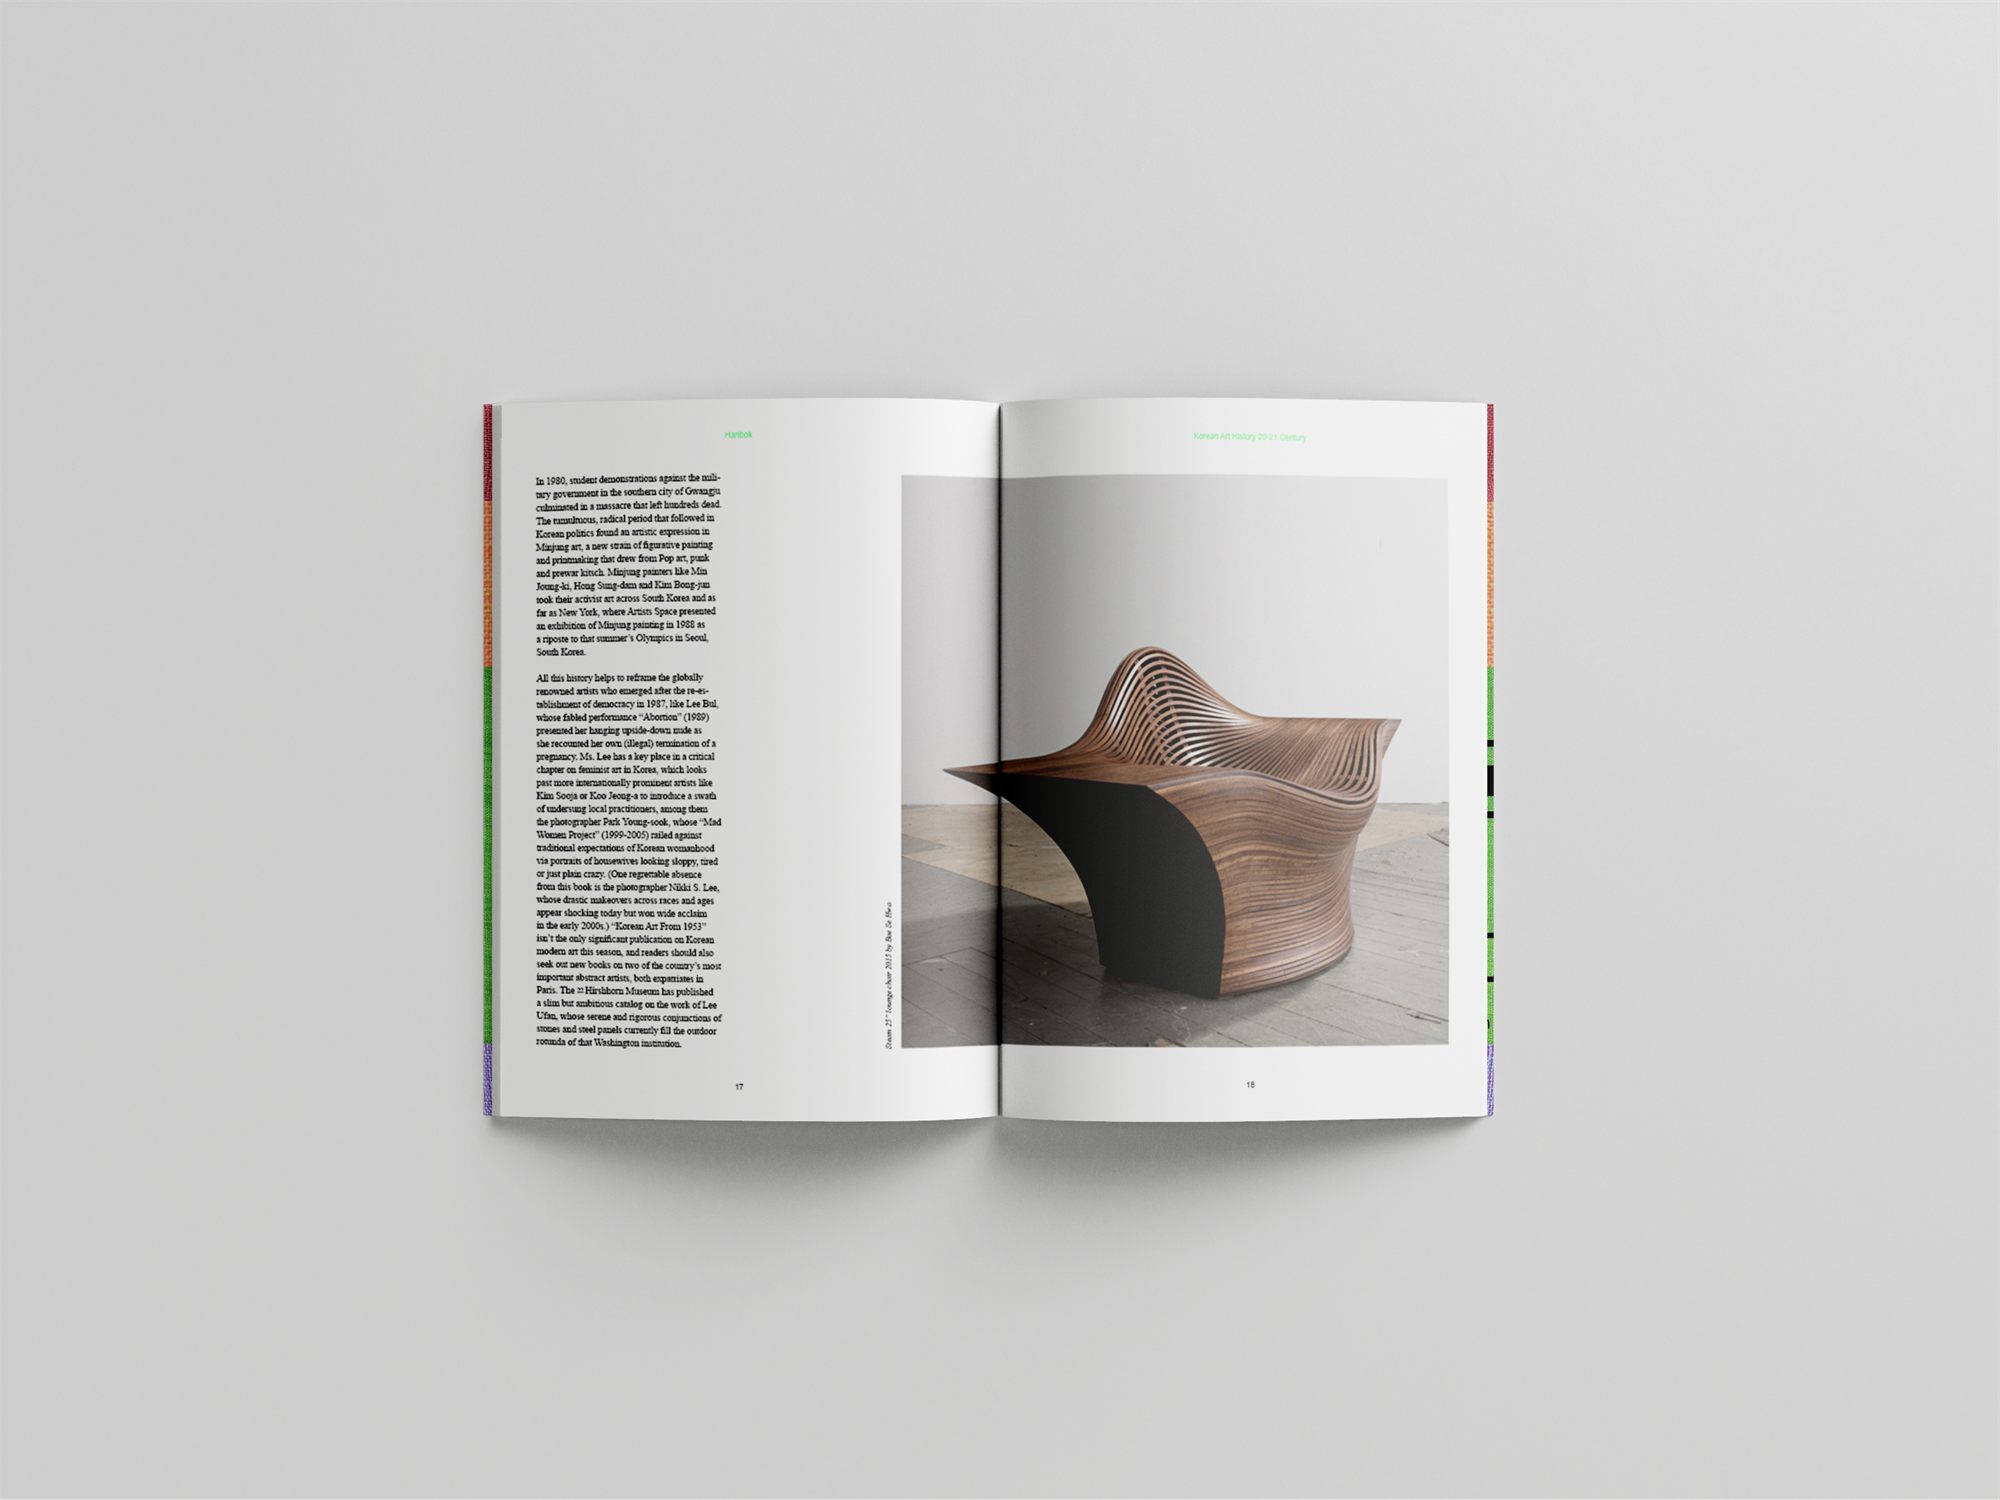 Hanbok
In 1980, student demonstrations against the mili-
tary government in the southern city of Gwangju
culminated in a massacre that left hundreds dead.
The tumultuous, radical period that followed in
Korean politics found an artistic expression in
Minjung art, a new strain of figurative painting
and printmaking that drew from Pop art, punk
and prewar kitsch. Minjung painters like Min
Joung-ki, Hong Sung-dam and Kim Bong-jun
took their activist art across South Korea and as
far as New York, where Artists Space presented
an exhibition of Minjung painting in 1988 as
a riposte to that summer’s Olympics in Seoul,
South Korea.
All this history helps to reframe the globally
renowned artists who emerged after the re-es-
tablishment of democracy in 1987, like Lee Bul,
whose fabled performance “Abortion” (1989)
presented her hanging upside-down nude as
she recounted her own (illegal) termination of a
pregnancy. Ms. Lee has a key place in a critical
chapter on feminist art in Korea, which looks
past more internationally prominent artists like
Kim Sooja or Koo Jeong-a to introduce a swath
of undersung local practitioners, among them
the photographer Park Young-sook, whose “Mad
Women Project” (1999-2005) railed against
traditional expectations of Korean womanhood
via portraits of housewives looking sloppy, tired
or just plain crazy. (One regrettable absence
from this book is the photographer Nikki S. Lee,
whose drastic makeovers across races and ages
appear shocking today but won wide acclaim
in the early 2000s.) “Korean Art From 1953”
isn’t the only significant publication on Korean
modern art this season, and readers should also
seek out new books on two of the country’s most
important abstract artists, both expatriates in
Paris. The 22 Hirshhorn Museum has published
a slim but ambitious catalog on the work of Lee
Ufan, whose serene and rigorous conjunctions of
stones and steel panels currently fill the outdoor
rotunda of that Washington institution.
17
Steam 25" lounge chair 2015 by Bae Se Hwa
Korean Art History 20-21 Century
18